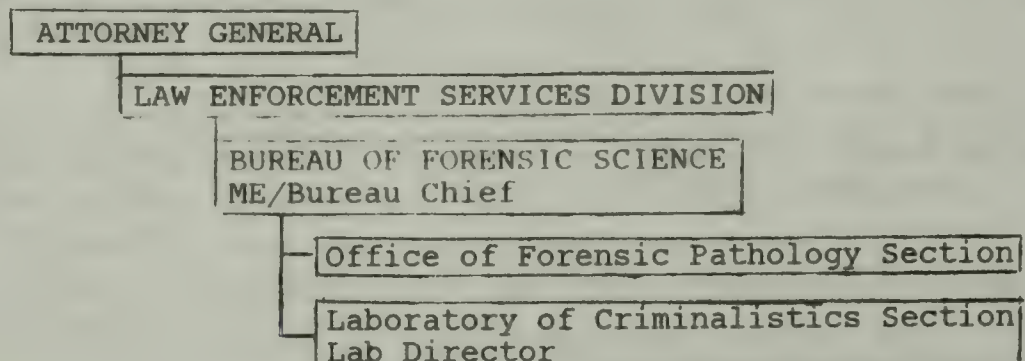 ATTORNEY GENERAL
LAW ENFORCEMENT SERVICES DIVISION
BUREAU OF FORENSIC SCIENCE
ME/Bureau Chief
Office of Forensic Pathology Section
Laboratory of Criminalistics Section
Lab Director